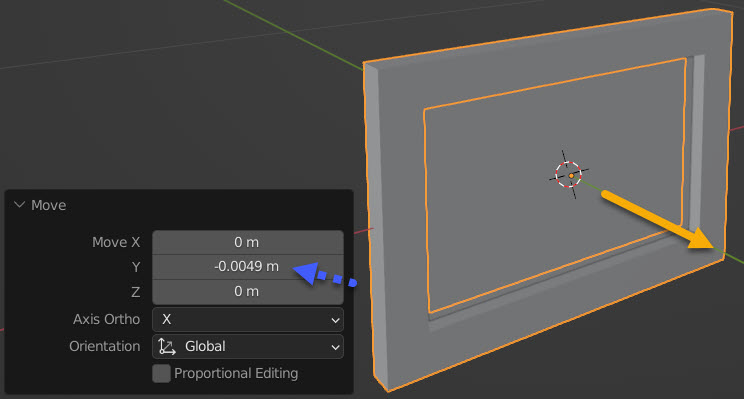 Move
Move X 0 m
Y -0.0049 m
Z 0 m
Axis Ortho X
Orientation Global
Proportional Editing